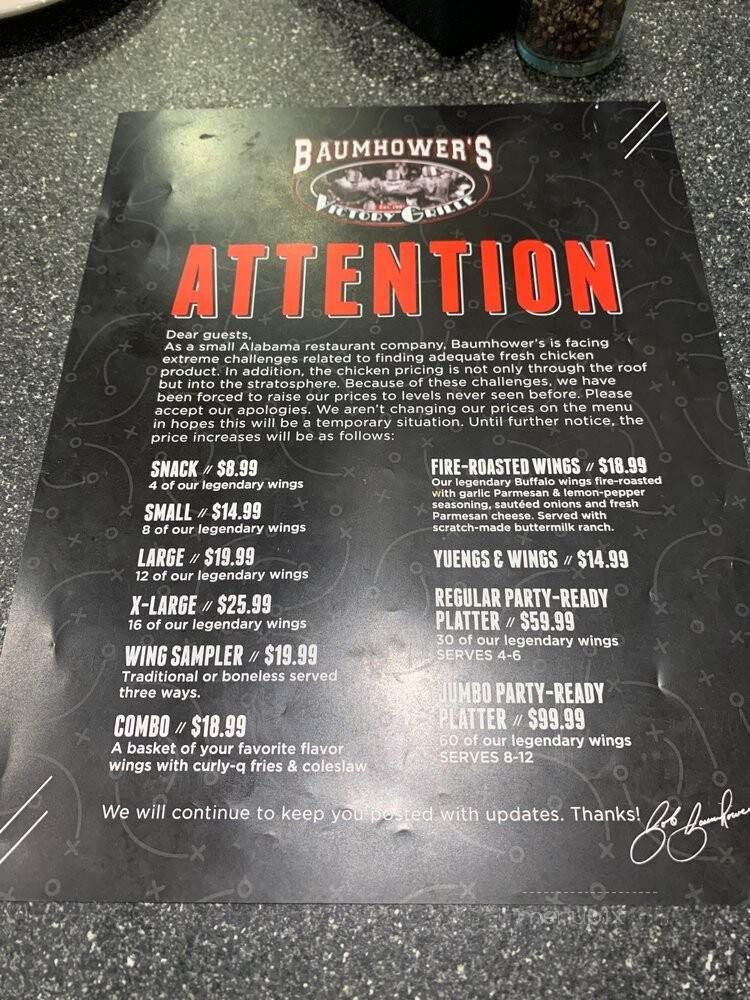 BAUMHOWER'S
VICTORY GRILLE
ATTENTION
Dear guests,
As a small Alabama restaurant company, Baumhower's is facing
extreme challenges related to finding adequate fresh chicken
product. In addition, the chicken pricing is not only through the roof
but into the stratosphere. Because of these challenges, we have
been forced to raise our prices to levels never seen before. Please
accept our apologies. We aren't changing our prices on the menu
in hopes this will be a temporary situation. Until further notice, the
price increases will be as follows:
SNACK // $8.99
4 of our legendary wings
SMALL // $14.99
8 of our legendary wings
LARGE // $19.99
12 of our legendary wings
X-LARGE // $25.99
16 of our legendary wings
WING SAMPLER // $19.99
Traditional or boneless served
three ways.
COMBO // $18.99
A basket of your favorite flavor
wings with curly-q fries & coleslaw
FIRE-ROASTED WINGS // $18.99
Our legendary Buffalo wings fire-roasted
with garlic Parmesan & lemon-pepper
seasoning, sautéed onions and fresh
Parmesan cheese. Served with
scratch-made buttermilk ranch.
YUENGS & WINGS // $14.99
REGULAR PARTY-READY
PLATTER // $59.99
30 of our legendary wings
SERVES 4-6
JUMBO PARTY-READY
PLATTER // $99.99
60 of our legendary wings
SERVES 8-12
We will continue to keep you posted with updates. Thanks!
Bob Baumhower
menupix